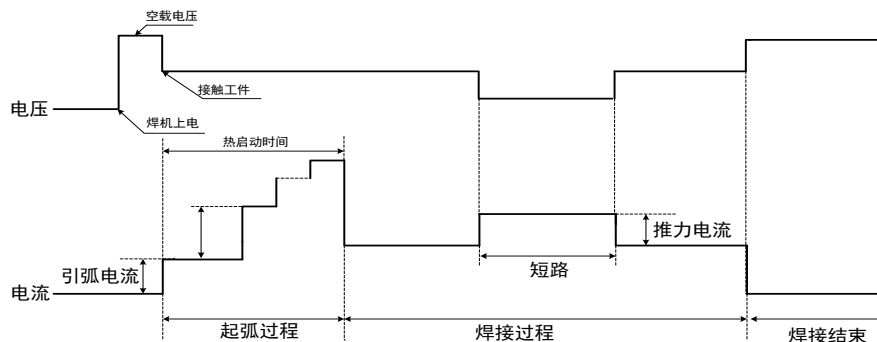 空载电压
接触工件
电压
焊机上电
热启动时间
推力电流
引弧电流
短路
电流
起弧过程
焊接过程
焊接结束